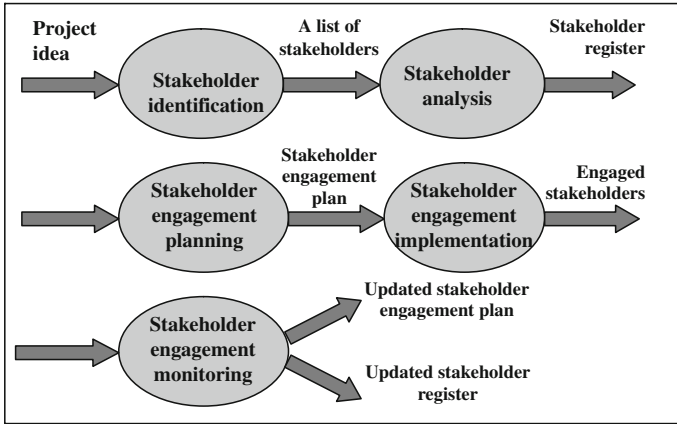 Project
idea
Stakeholder
identification
A list of
stakeholders
Stakeholder
analysis
Stakeholder
register
Stakeholder
engagement
planning
Stakeholder
engagement
plan
Stakeholder
engagement
implementation
Engaged
stakeholders
Stakeholder
engagement
monitoring
Updated stakeholder
engagement plan
Updated stakeholder
register